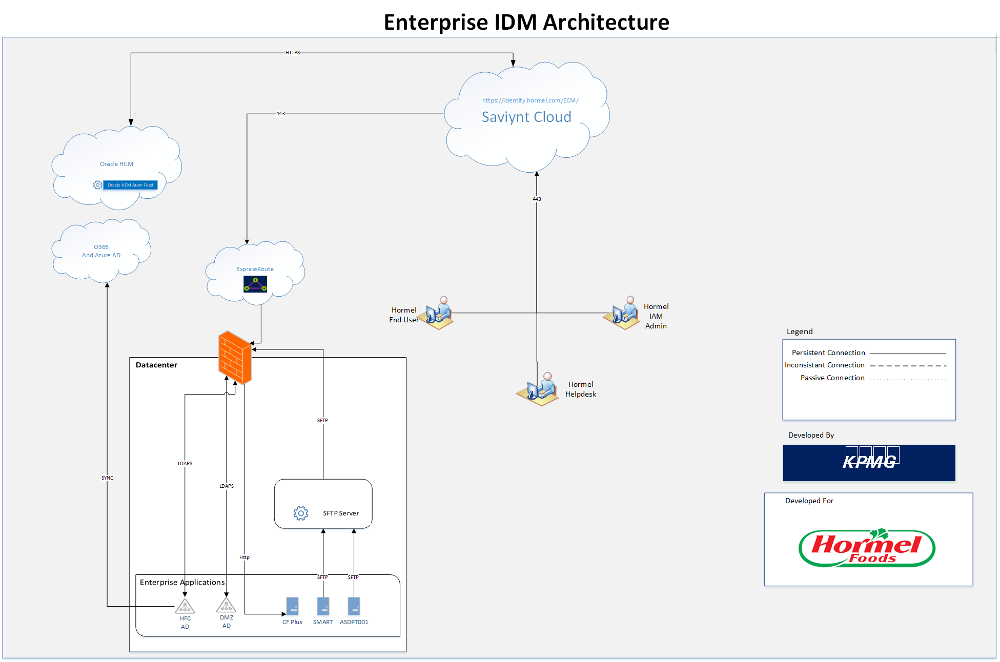 Enterprise IDM Architecture
HTTPS
https://identity.hormel.com/ECM/
Saviynt Cloud
443
Oracle HCM
Oracle HCM Atom Feed
443
O365
And Azure AD
ExpressRoute
Hormel
End User
Hormel
IAM
Admin
Legend
Persistent Connection
Inconsistant Connection
Passive Connection
Datacenter
Hormel
Helpdesk
SFTP
Developed By
KPMG
LDAPS
SYNC
LDAPS
Developed For
SFTP Server
Hormel
Foods
Http
SFTP
SFTP
Enterprise Applications
HFC
AD
DMZ
AD
CF Plus
SMART
ASDPT001